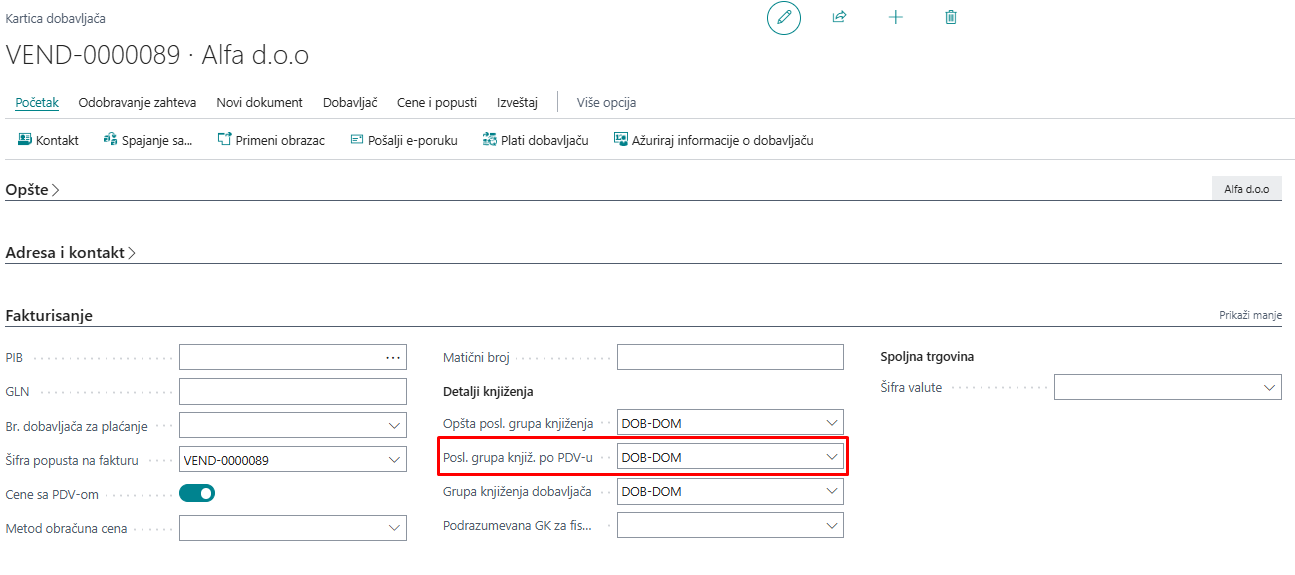 Kartica dobavljača
VEND-0000089 · Alfa d.o.o
Početak Odobravanje zahteva Novi dokument Dobavljač Cene i popusti Izveštaj Više opcija
Kontakt Spajanje sa... Primeni obrazac Pošalji e-poruku Plati dobavljaču Ažuriraj informacije o dobavljaču
Opšte Alfa d.o.o
Adresa i kontakt
Fakturisanje Prikaži manje
PIB Matični broj Spoljna trgovina
GLN Detalji knjiženja Šifra valute
Br. dobavljača za plaćanje Opšta posl. grupa knjiženja DOB-DOM
Šifra popusta na fakturu VEND-0000089 Posl. grupa knjiž. po PDV-u DOB-DOM
Cene sa PDV-om Grupa knjiženja dobavljača DOB-DOM
Metod obračuna cena Podrazumevana GK za fis...